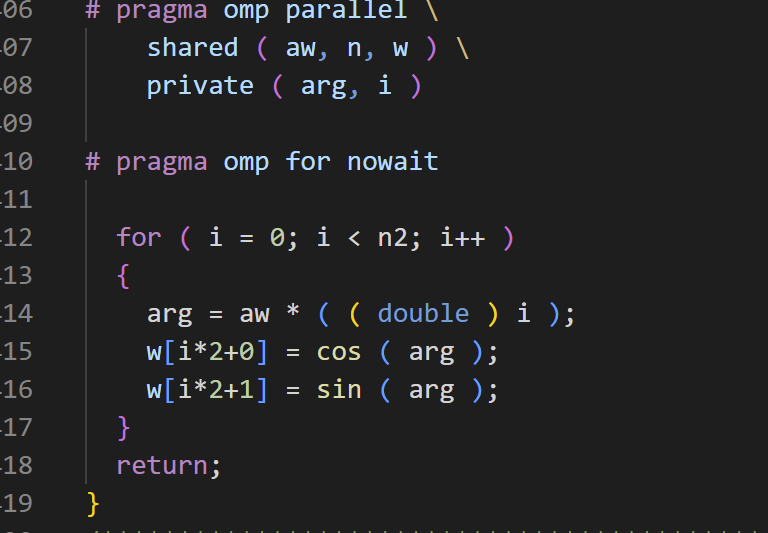 06 # pragma omp parallel \
07 shared ( aw, n, w ) \
08 private ( arg, i )
09
10 # pragma omp for nowait
11
12 for ( i = 0; i < n2; i++ )
13 {
14 arg = aw * ( ( double ) i );
15 w[i*2+0] = cos ( arg );
16 w[i*2+1] = sin ( arg );
17 }
18 return;
19 }